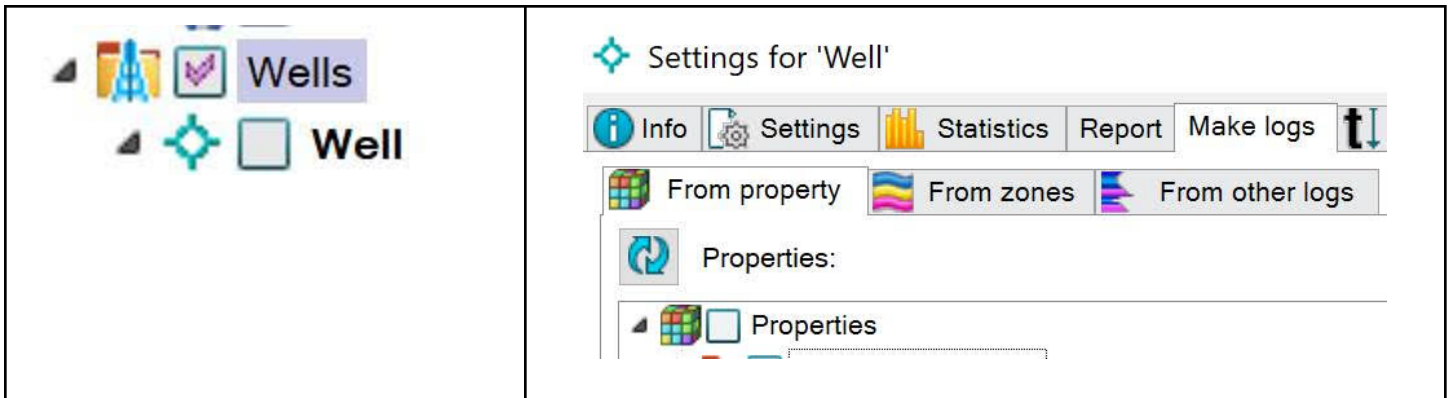 Wells
Well
Settings for 'Well'
Info Settings Statistics Report Make logs
From property From zones From other logs
Properties:
Properties